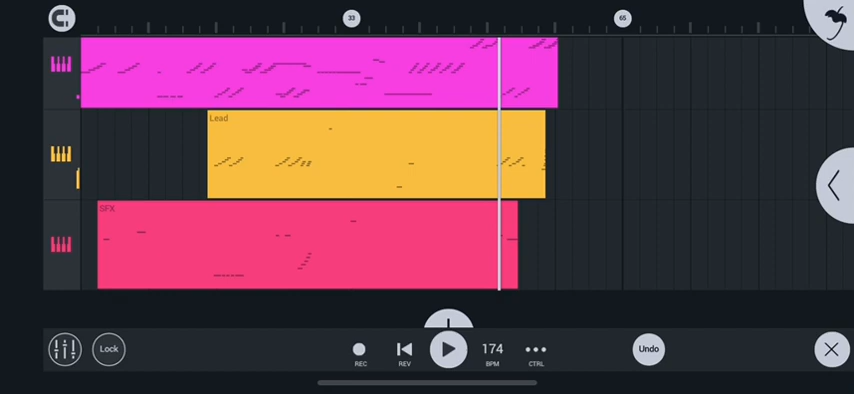 33
65
Lead
SFX
Lock
REC
REV
174
BPM
CTRL
Undo